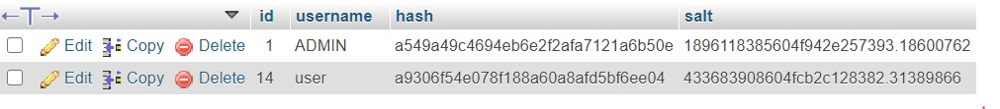 id username hash salt
Edit Copy Delete 1 ADMIN a549a49c4694eb6e2f2afa7121a6b50e 1896118385604f942e257393.18600762
Edit Copy Delete 14 user a9306f54e078f188a60a8afd5bf6ee04 433683908604fcb2c128382.31389866